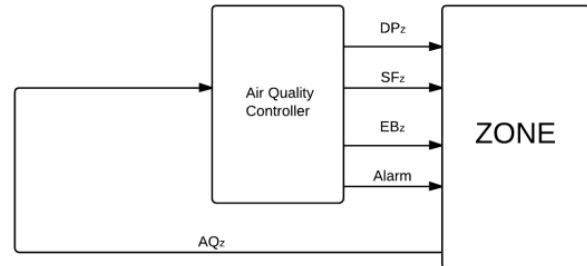 DPz
SFz
Air Quality
Controller
EBz
ZONE
Alarm
AQz